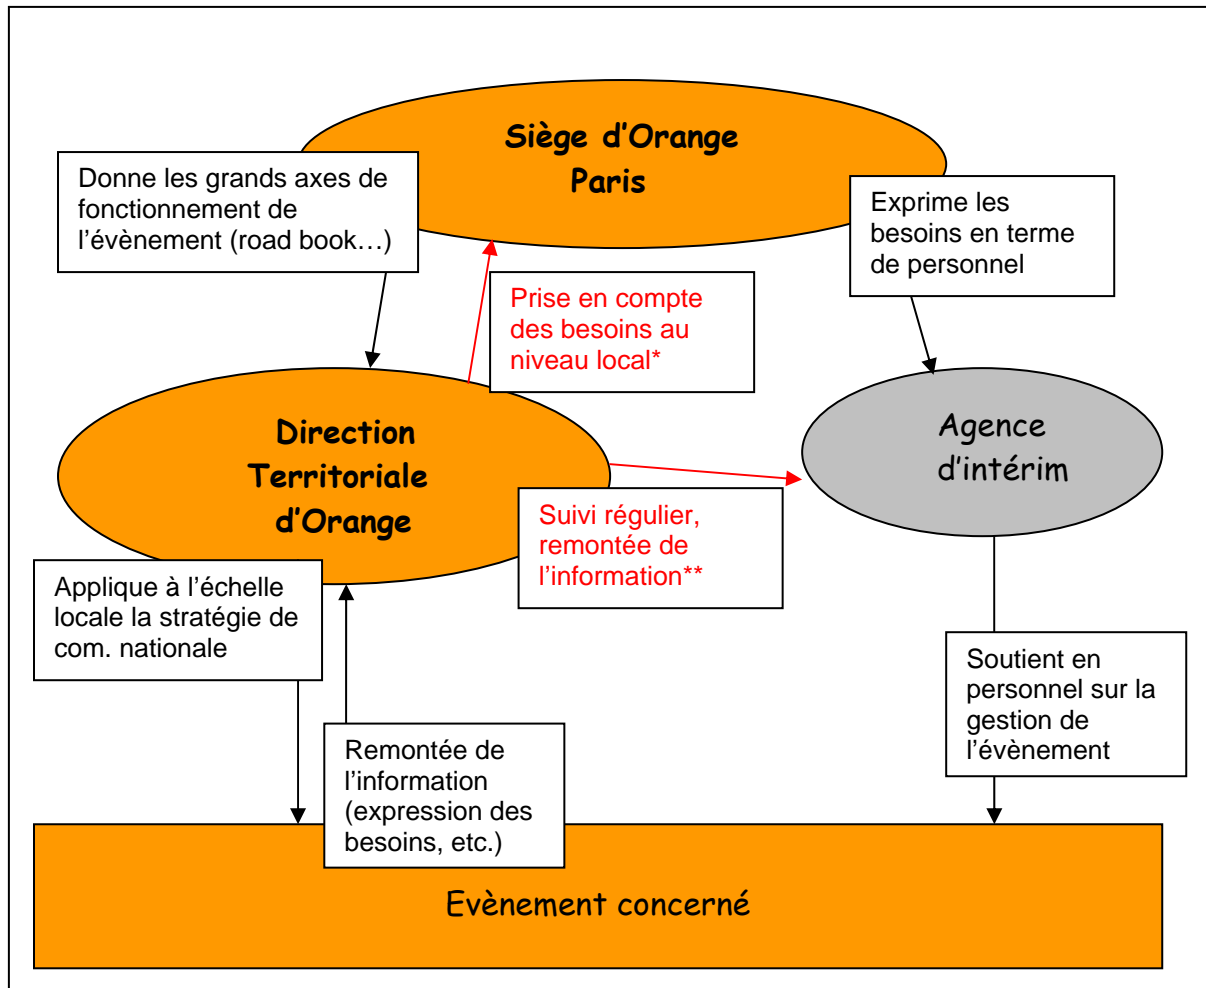 Siège d’Orange
Paris
Donne les grands axes de
fonctionnement de
l’évènement (road book…)
Exprime les
besoins en terme
de personnel
Prise en compte
des besoins au
niveau local*
Direction
Territoriale
d’Orange
Agence
d’intérim
Suivi régulier,
remontée de
l’information**
Applique à l’échelle
locale la stratégie de
com. nationale
Soutient en
personnel sur la
gestion de
l’évènement
Remontée de
l’information
(expression des
besoins, etc.)
Evènement concerné